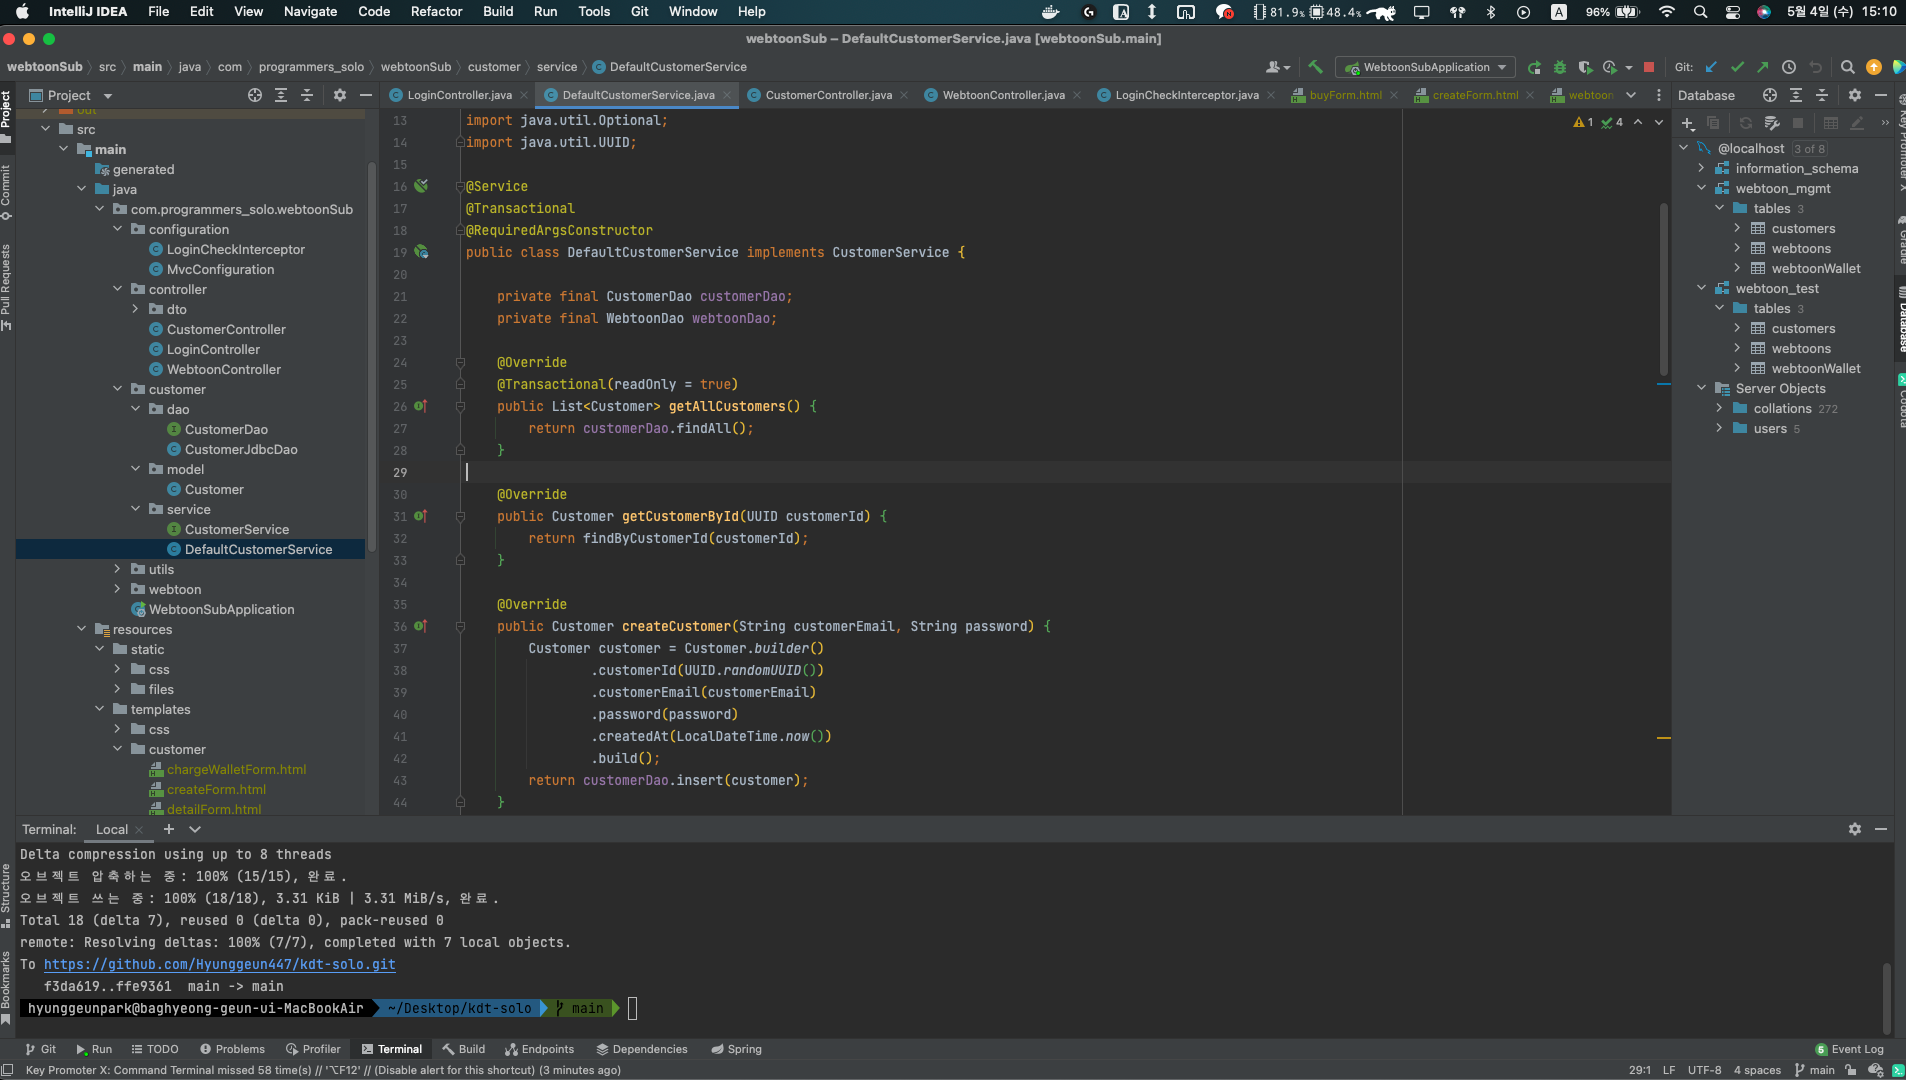 IntelliJ IDEA File Edit View Navigate Code Refactor Build Run Tools Git Window Help 81.9% 48.4% A 96% 5월 4일 (수) 15:10
webtoonSub – DefaultCustomerService.java [webtoonSub.main]
webtoonSub src main java com programmers_solo webtoonSub customer service DefaultCustomerService WebtoonSubApplication Git:
Project LoginController.java DefaultCustomerService.java CustomerController.java WebtoonController.java LoginCheckInterceptor.java buyForm.html createForm.html webtoon Database
Project
Commit
Pull Requests
Structure
Bookmarks
out
src
main
generated
java
com.programmers_solo.webtoonSub
configuration
LoginCheckInterceptor
MvcConfiguration
controller
dto
CustomerController
LoginController
WebtoonController
customer
dao
CustomerDao
CustomerJdbcDao
model
Customer
service
CustomerService
DefaultCustomerService
utils
webtoon
WebtoonSubApplication
resources
static
css
files
templates
css
customer
chargeWalletForm.html
createForm.html
detailForm.html
1 4
13 import java.util.Optional;
14 import java.util.UUID;
15
16 @Service
17 @Transactional
18 @RequiredArgsConstructor
19 public class DefaultCustomerService implements CustomerService {
20
21 private final CustomerDao customerDao;
22 private final WebtoonDao webtoonDao;
23
24 @Override
25 @Transactional(readOnly = true)
26 public List<Customer> getAllCustomers() {
27 return customerDao.findAll();
28 }
29
30 @Override
31 public Customer getCustomerById(UUID customerId) {
32 return findByCustomerId(customerId);
33 }
34
35 @Override
36 public Customer createCustomer(String customerEmail, String password) {
37 Customer customer = Customer.builder()
38 .customerId(UUID.randomUUID())
39 .customerEmail(customerEmail)
40 .password(password)
41 .createdAt(LocalDateTime.now())
42 .build();
43 return customerDao.insert(customer);
44 }
@localhost 3 of 8
information_schema
webtoon_mgmt
tables 3
customers
webtoons
webtoonWallet
webtoon_test
tables 3
customers
webtoons
webtoonWallet
Server Objects
collations 272
users 5
Key Promoter X
Gradle
Database
Terminal: Local
Delta compression using up to 8 threads
오브젝트 압축하는 중: 100% (15/15), 완료.
오브젝트 쓰는 중: 100% (18/18), 3.31 KiB | 3.31 MiB/s, 완료.
Total 18 (delta 7), reused 0 (delta 0), pack-reused 0
remote: Resolving deltas: 100% (7/7), completed with 7 local objects.
To https://github.com/Hyunggeun447/kdt-solo.git
f3da619..ffe9361 main -> main
hyunggeunpark@baghyeong-geun-ui-MacBookAir ~/Desktop/kdt-solo main
Git Run TODO Problems Profiler Terminal Build Endpoints Dependencies Spring 5 Event Log
Key Promoter X: Command Terminal missed 58 time(s) // '⌥F12' // (Disable alert for this shortcut) (3 minutes ago) 29:1 LF UTF-8 4 spaces main